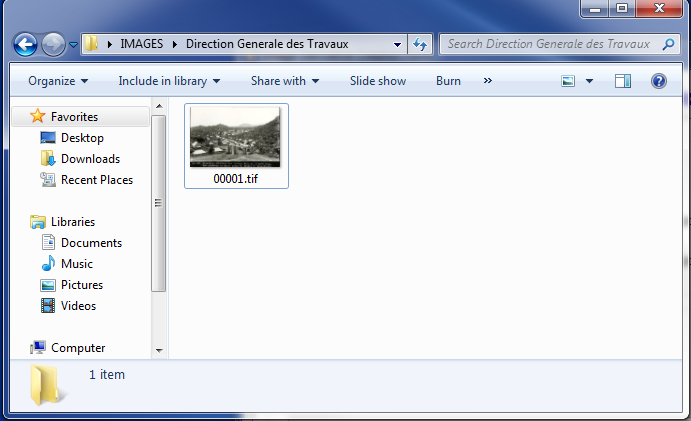 IMAGES Direction Generale des Travaux
Search Direction Generale des Travaux
Organize Include in library Share with Slide show Burn »
Favorites
Desktop
Downloads
Recent Places
Libraries
Documents
Music
Pictures
Videos
Computer
00001.tif
1 item